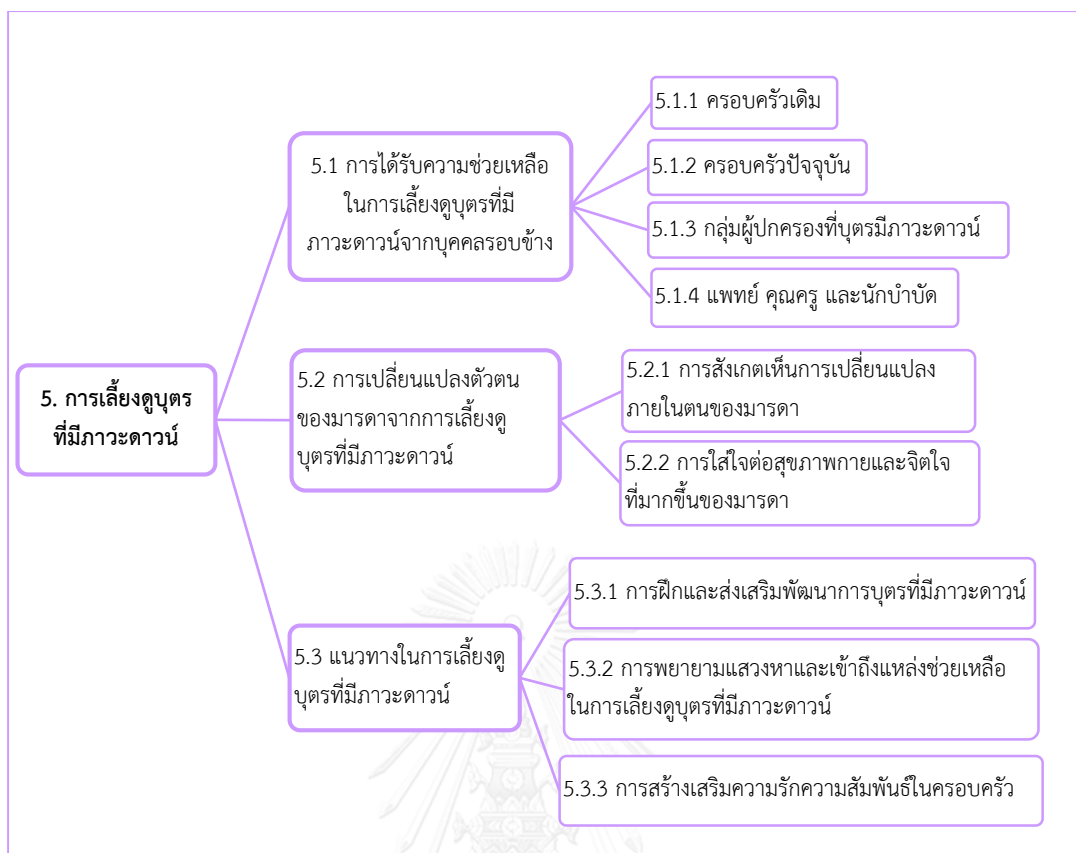 5. การเลี้ยงดูบุตร
ที่มีภาวะดาวน์
5.1 การได้รับความช่วยเหลือ
ในการเลี้ยงดูบุตรที่มี
ภาวะดาวน์จากบุคคลรอบข้าง
5.1.1 ครอบครัวเดิม
5.1.2 ครอบครัวปัจจุบัน
5.1.3 กลุ่มผู้ปกครองที่บุตรมีภาวะดาวน์
5.1.4 แพทย์ คุณครู และนักบำบัด
5.2 การเปลี่ยนแปลงตัวตน
ของมารดาจากการเลี้ยงดู
บุตรที่มีภาวะดาวน์
5.2.1 การสังเกตเห็นการเปลี่ยนแปลง
ภายในตนของมารดา
5.2.2 การใส่ใจต่อสุขภาพกายและจิตใจ
ที่มากขึ้นของมารดา
5.3 แนวทางในการเลี้ยงดู
บุตรที่มีภาวะดาวน์
5.3.1 การฝึกและส่งเสริมพัฒนาการบุตรที่มีภาวะดาวน์
5.3.2 การพยายามแสวงหาและเข้าถึงแหล่งช่วยเหลือ
ในการเลี้ยงดูบุตรที่มีภาวะดาวน์
5.3.3 การสร้างเสริมความรักความสัมพันธ์ในครอบครัว